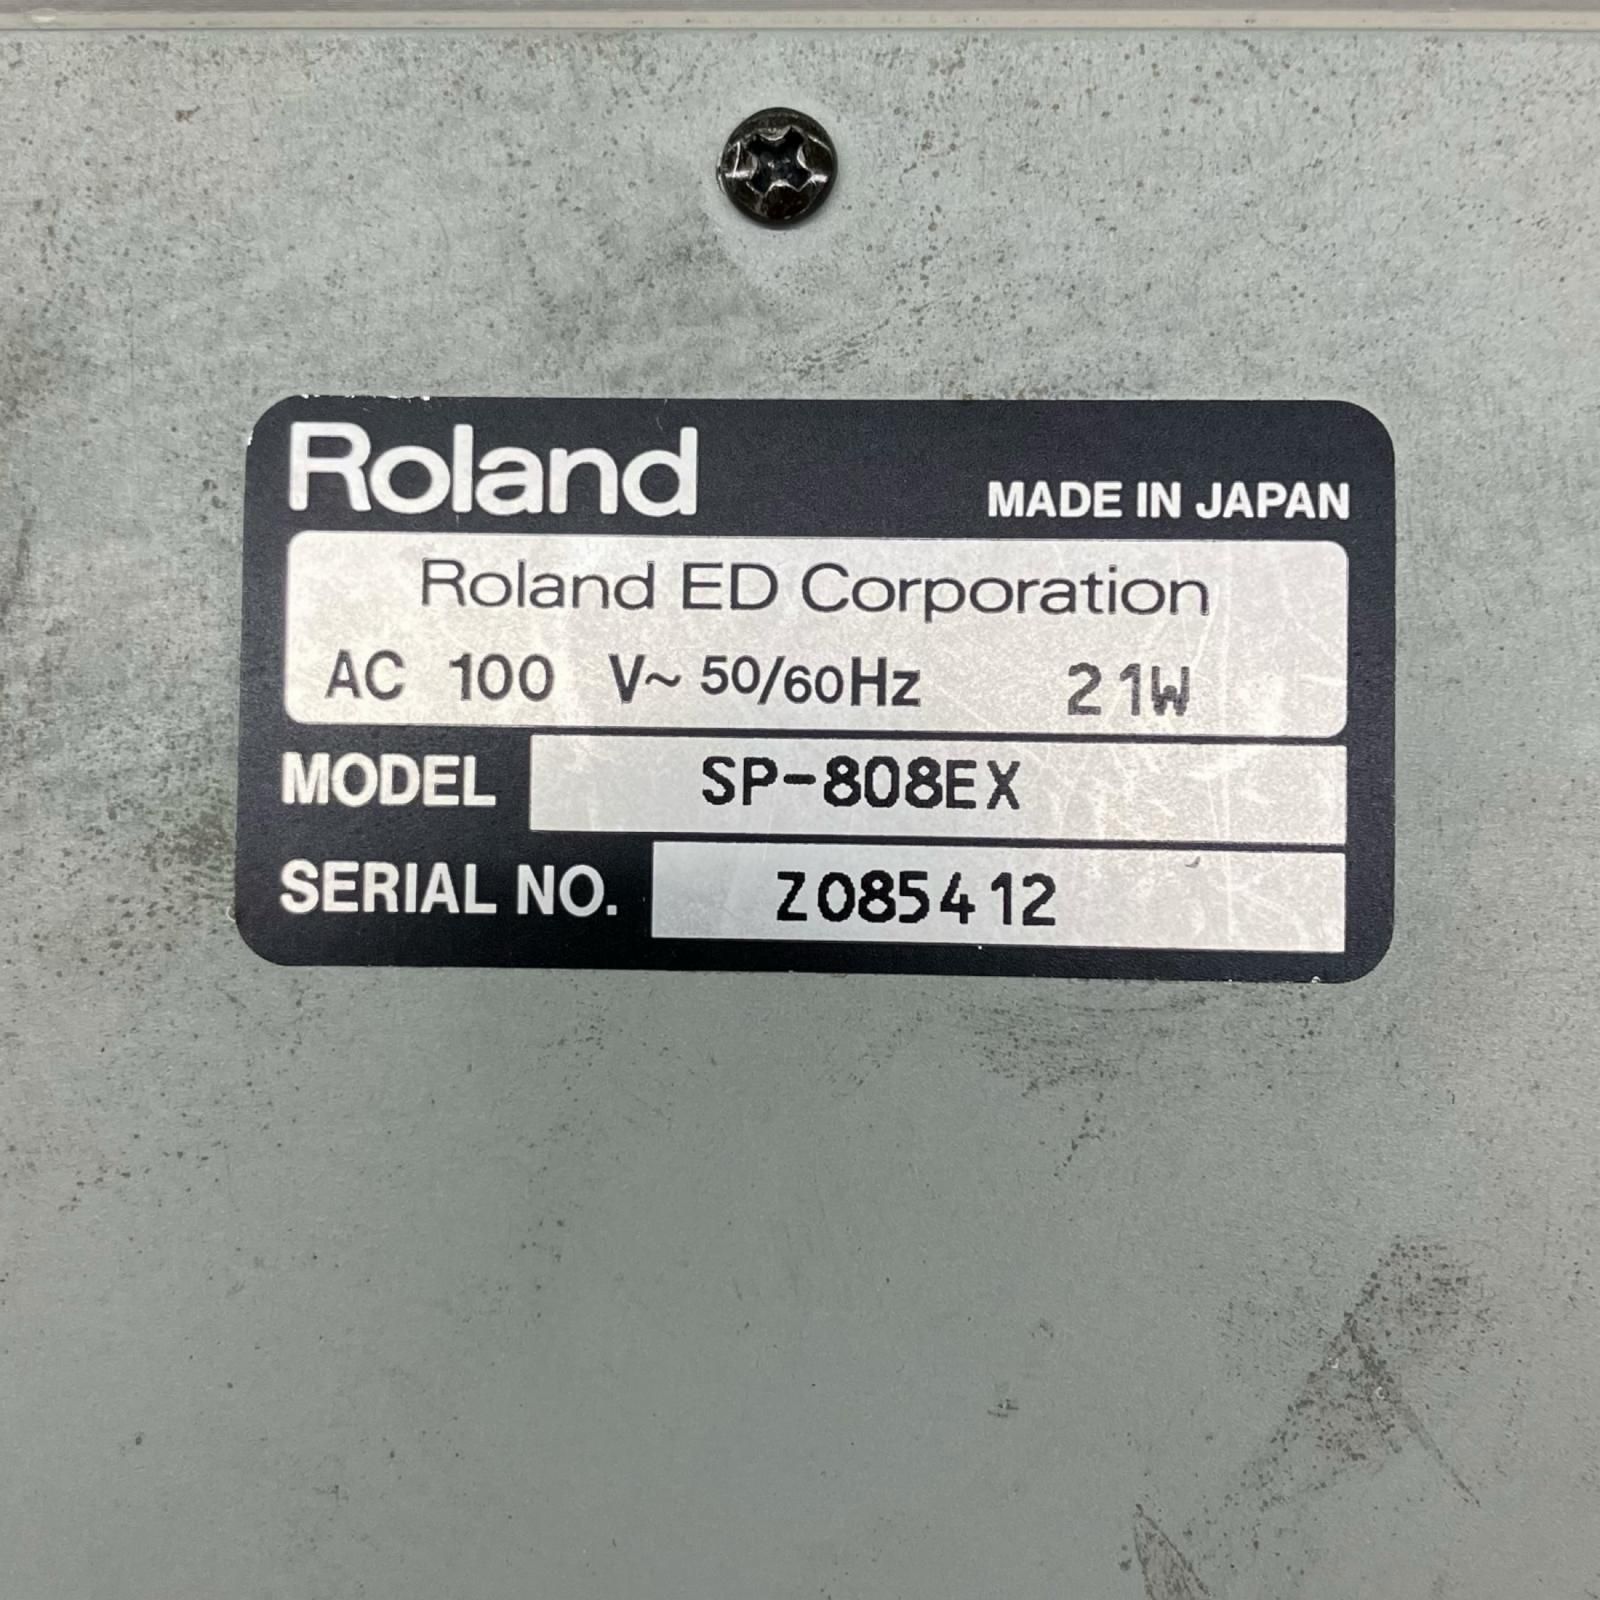 Roland
MADE IN JAPAN
Roland ED Corporation
AC 100 V~ 50/60Hz 21W
MODEL SP-808EX
SERIAL NO. Z085412